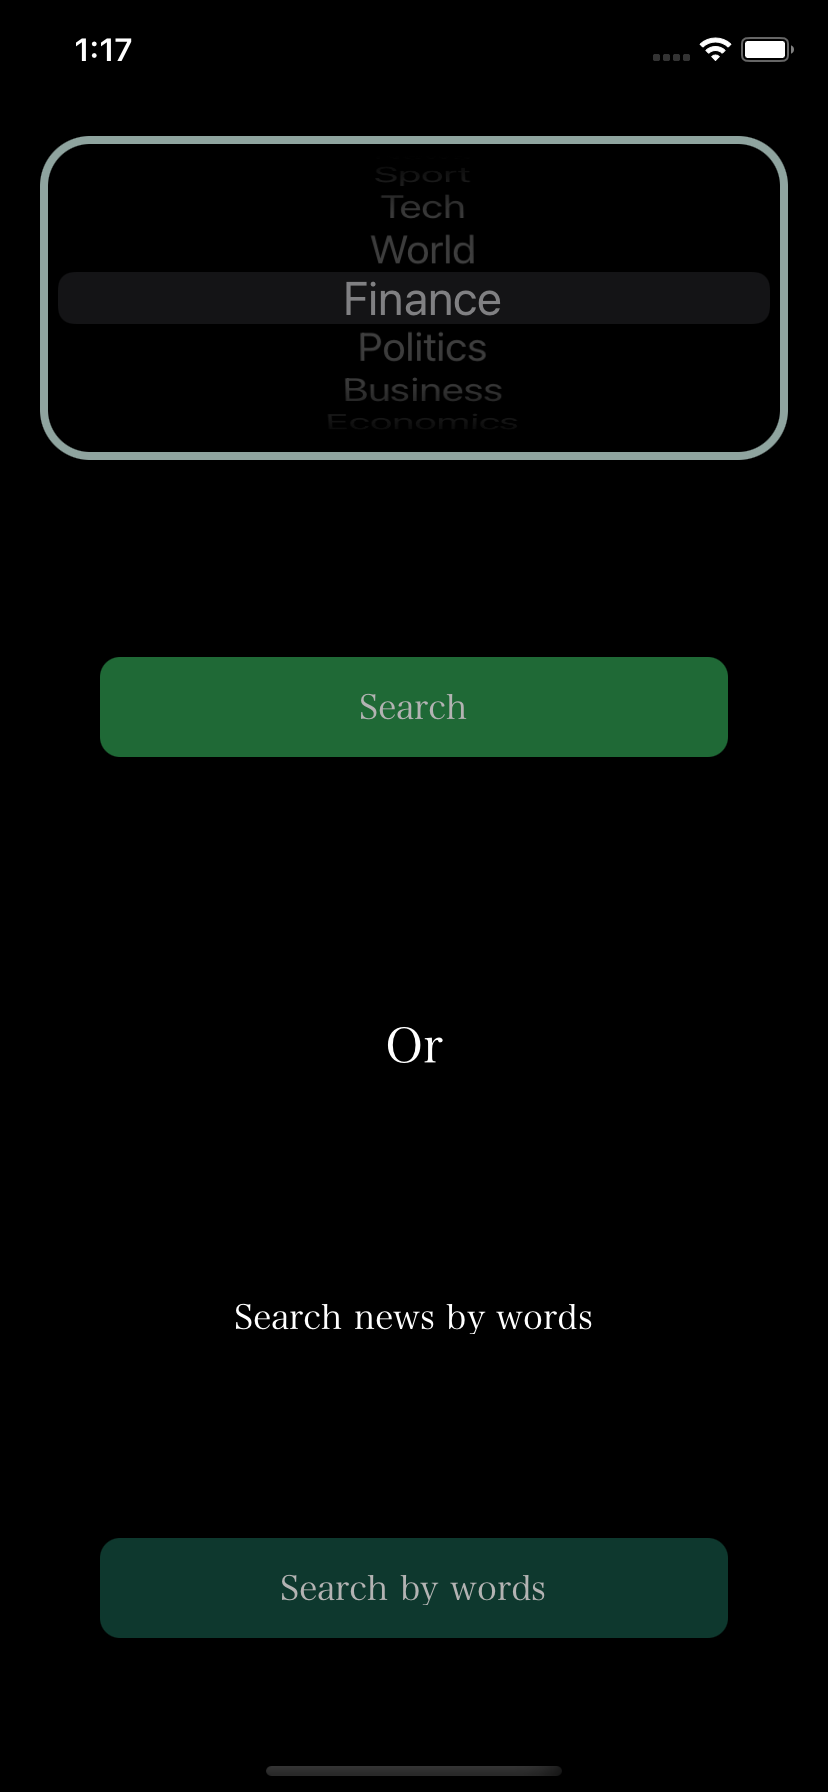 1:17
Sport
Tech
World
Finance
Politics
Business
Economics
Search
Or
Search news by words
Search by words